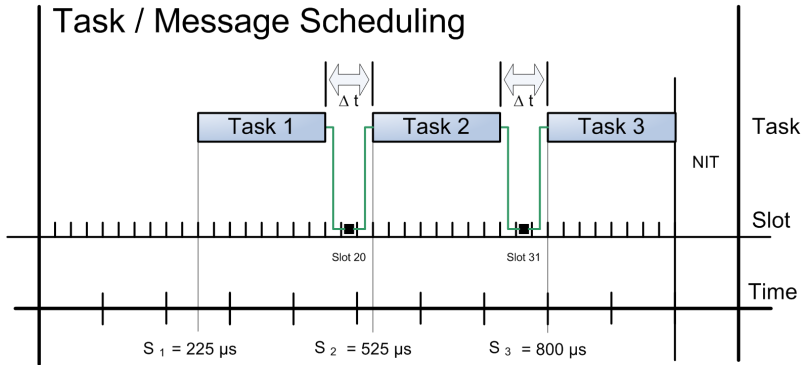 Task / Message Scheduling
Δ t
Δ t
Task 1
Task 2
Task 3
Task
NIT
Slot
Slot 20
Slot 31
Time
S 1 = 225 µs
S 2 = 525 µs
S 3 = 800 µs